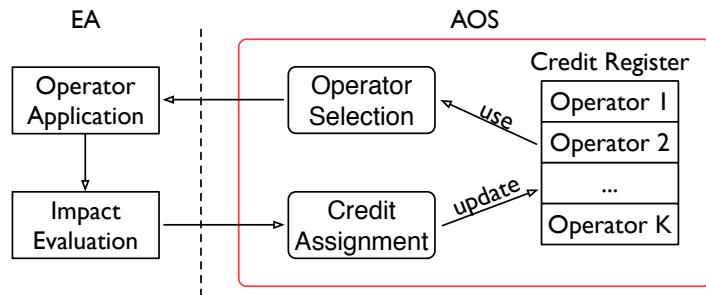 EA
AOS
Operator
Application
Operator
Selection
use
Credit Register
Operator 1
Operator 2
...
Operator K
Impact
Evaluation
Credit
Assignment
update